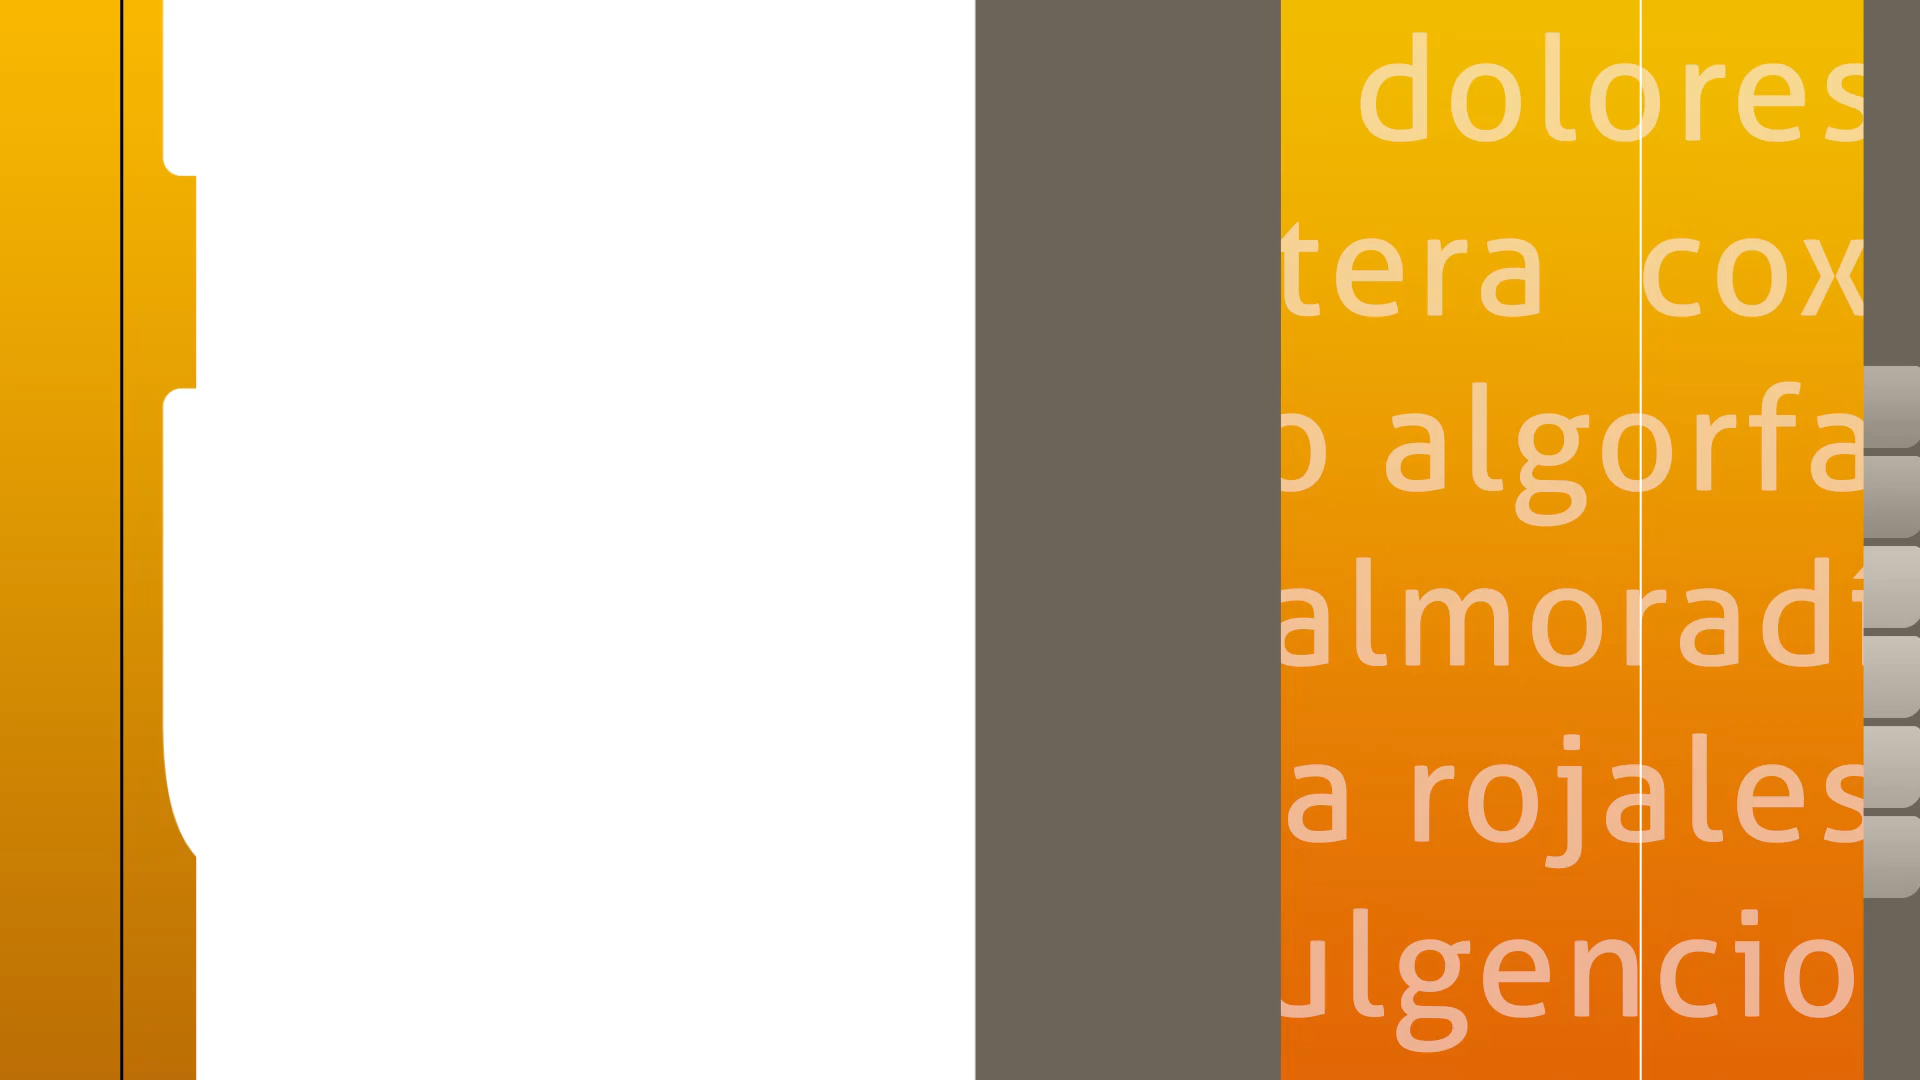 dolores
tera cox
o algorfa
almoradí
a rojales
ulgencio